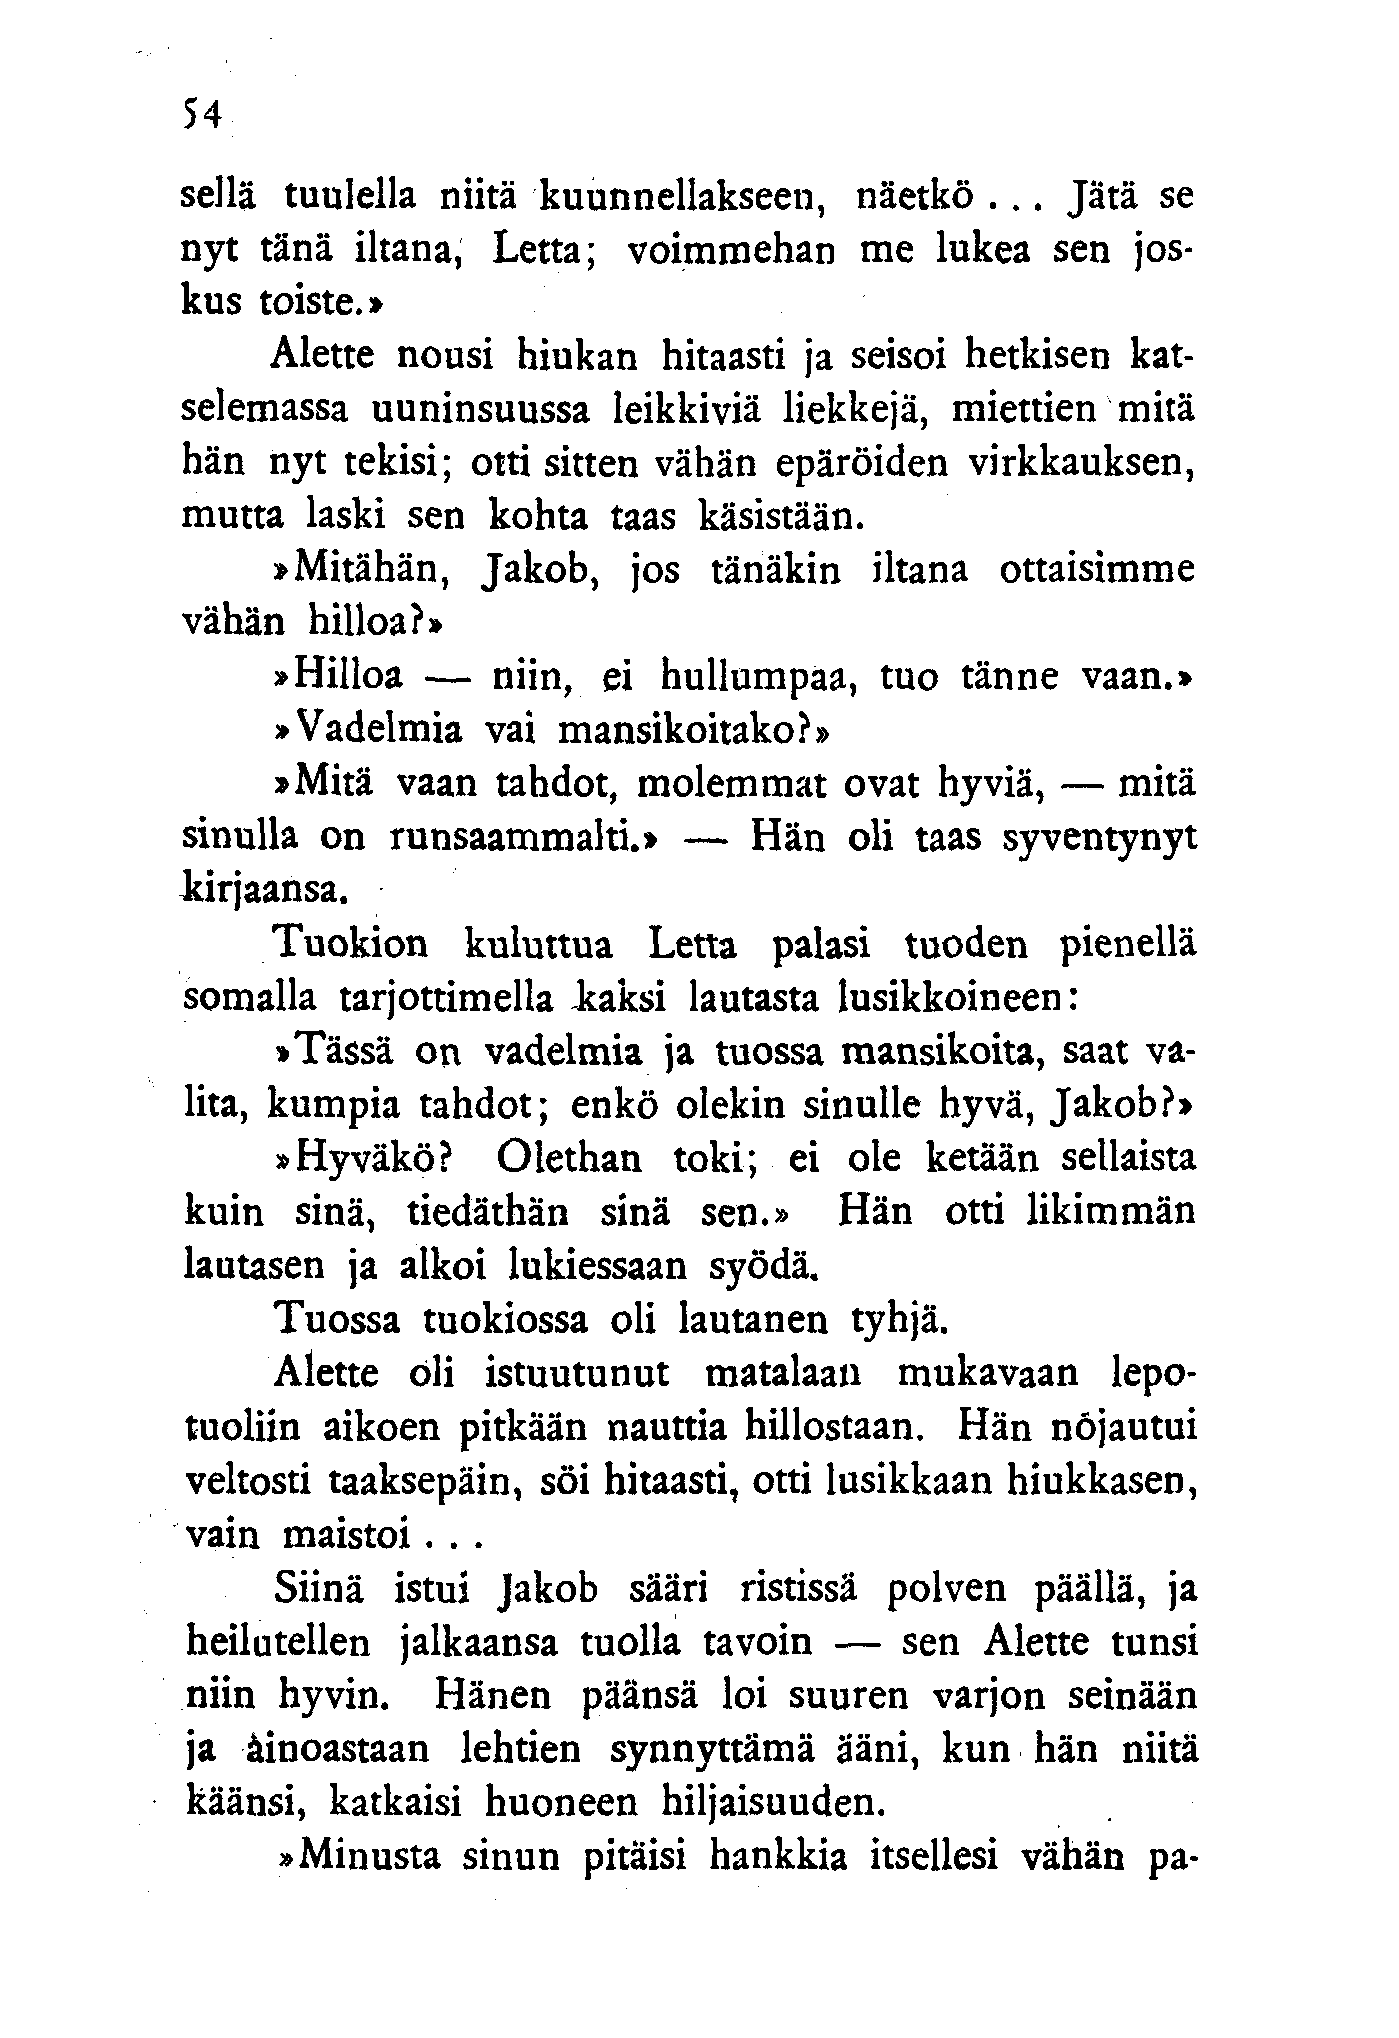 54
sellä tuulella niitä kuunnellakseen, näetkö . . . Jätä se
nyt tänä iltana, Letta; voimmehan me lukea sen jos-
kus toiste.»
Alette nousi hiukan hitaasti ja seisoi hetkisen kat-
selemassa uuninsuussa leikkiviä liekkejä, miettien mitä
hän nyt tekisi; otti sitten vähän epäröiden virkkauksen,
mutta laski sen kohta taas käsistään.
»Mitähän, Jakob, jos tänäkin iltana ottaisimme
vähän hilloa?»
»Hilloa — niin, ei hullumpaa, tuo tänne vaan.»
»Vadelmia vai mansikoitako?»
»Mitä vaan tahdot, molemmat ovat hyviä, — mitä
sinulla on runsaammalti.» — Hän oli taas syventynyt
kirjaansa.
Tuokion kuluttua Letta palasi tuoden pienellä
somalla tarjottimella kaksi lautasta lusikkoineen:
»Tässä on vadelmia ja tuossa mansikoita, saat va-
lita, kumpia tahdot; enkö olekin sinulle hyvä, Jakob?»
»Hyväkö? Olethan toki; ei ole ketään sellaista
kuin sinä, tiedäthän sinä sen.» Hän otti likimmän
lautasen ja alkoi lukiessaan syödä.
Tuossa tuokiossa oli lautanen tyhjä.
Alette oli istuutunut matalaan mukavaan lepo-
tuoliin aikoen pitkään nauttia hillostaan. Hän nojautui
veltosti taaksepäin, söi hitaasti, otti lusikkaan hiukkasen,
vain maistoi . . .
Siinä istui Jakob sääri ristissä polven päällä, ja
heilutellen jalkaansa tuolla tavoin — sen Alette tunsi
niin hyvin. Hänen päänsä loi suuren varjon seinään
ja ainoastaan lehtien synnyttämä ääni, kun hän niitä
käänsi, katkaisi huoneen hiljaisuuden.
»Minusta sinun pitäisi hankkia itsellesi vähän pa-